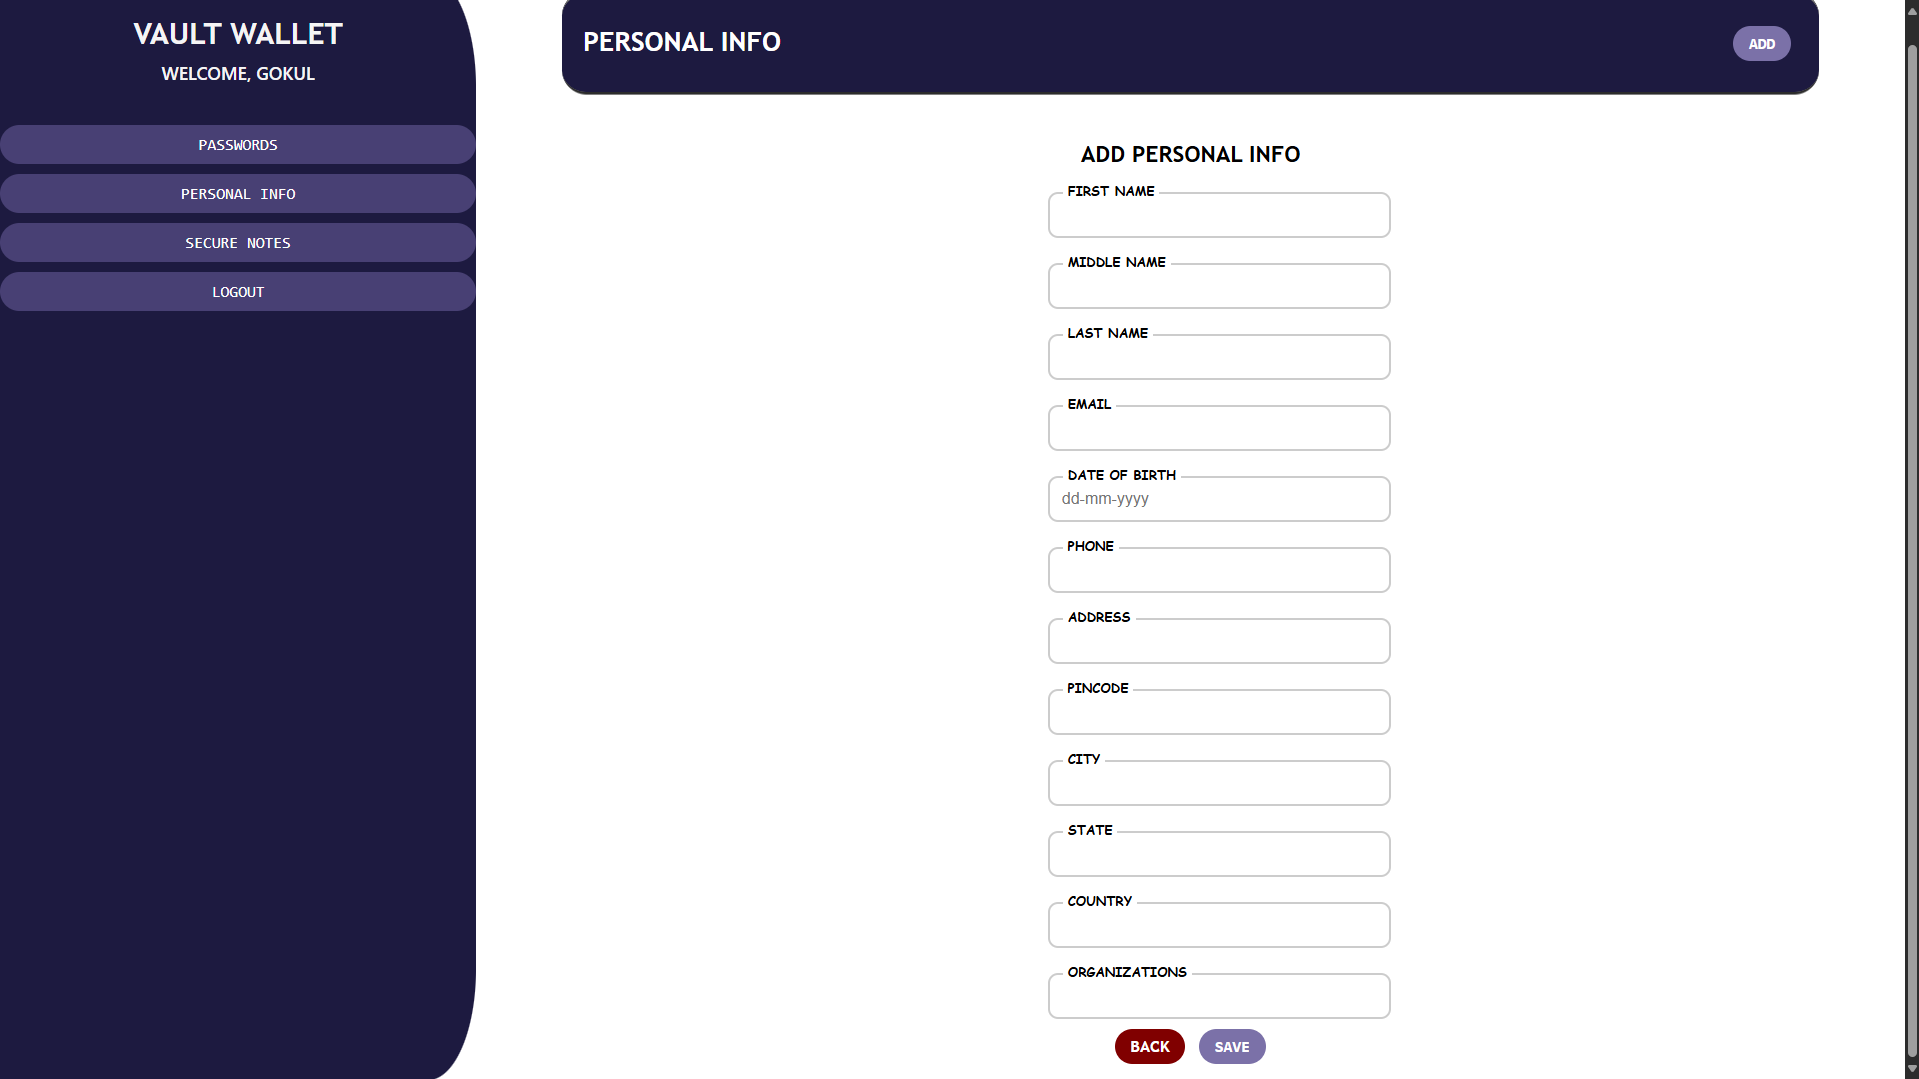 VAULT WALLET
WELCOME, GOKUL
PASSWORDS
PERSONAL INFO
SECURE NOTES
LOGOUT
PERSONAL INFO
ADD
ADD PERSONAL INFO
FIRST NAME
MIDDLE NAME
LAST NAME
EMAIL
DATE OF BIRTH
dd-mm-yyyy
PHONE
ADDRESS
PINCODE
CITY
STATE
COUNTRY
ORGANIZATIONS
BACK SAVE